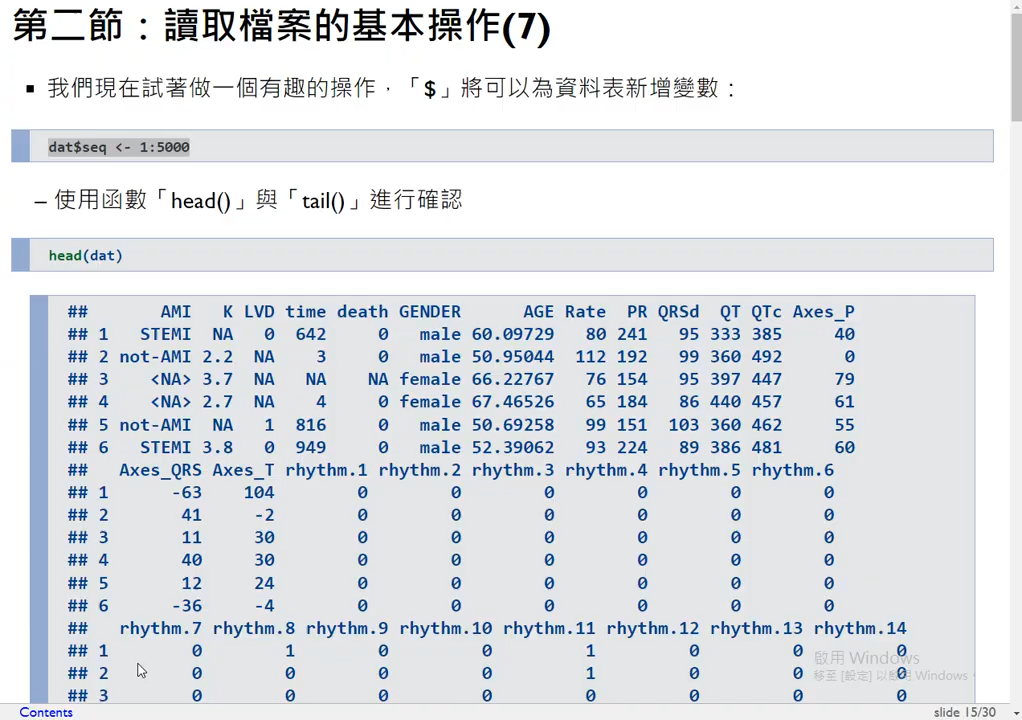 第二節：讀取檔案的基本操作(7)
▪ 我們現在試著做一個有趣的操作，「$」將可以為資料表新增變數：
dat$seq <- 1:5000
– 使用函數「head()」與「tail()」進行確認
head(dat)
##       AMI   K LVD time death GENDER      AGE Rate  PR QRSd  QT QTc Axes_P
## 1   STEMI  NA   0  642     0   male 60.09729   80 241   95 333 385     40
## 2 not-AMI 2.2  NA    3     0   male 50.95044  112 192   99 360 492      0
## 3    <NA> 3.7  NA   NA    NA female 66.22767   76 154   95 397 447     79
## 4    <NA> 2.7  NA    4     0 female 67.46526   65 184   86 440 457     61
## 5 not-AMI  NA   1  816     0   male 50.69258   99 151  103 360 462     55
## 6   STEMI 3.8   0  949     0   male 52.39062   93 224   89 386 481     60
##   Axes_QRS Axes_T rhythm.1 rhythm.2 rhythm.3 rhythm.4 rhythm.5 rhythm.6
## 1      -63    104        0        0        0        0        0        0
## 2       41     -2        0        0        0        0        0        0
## 3       11     30        0        0        0        0        0        0
## 4       40     30        0        0        0        0        0        0
## 5       12     24        0        0        0        0        0        0
## 6      -36     -4        0        0        0        0        0        0
##   rhythm.7 rhythm.8 rhythm.9 rhythm.10 rhythm.11 rhythm.12 rhythm.13 rhythm.14
## 1        0        1        0         0         1         0         0         0
## 2        0        0        0         0         1         0         0         0
## 3        0        0        0         0         0         0         0         0
啟用 Windows
移至 [設定] 以啟用 Windows。
Contents
slide 15/30